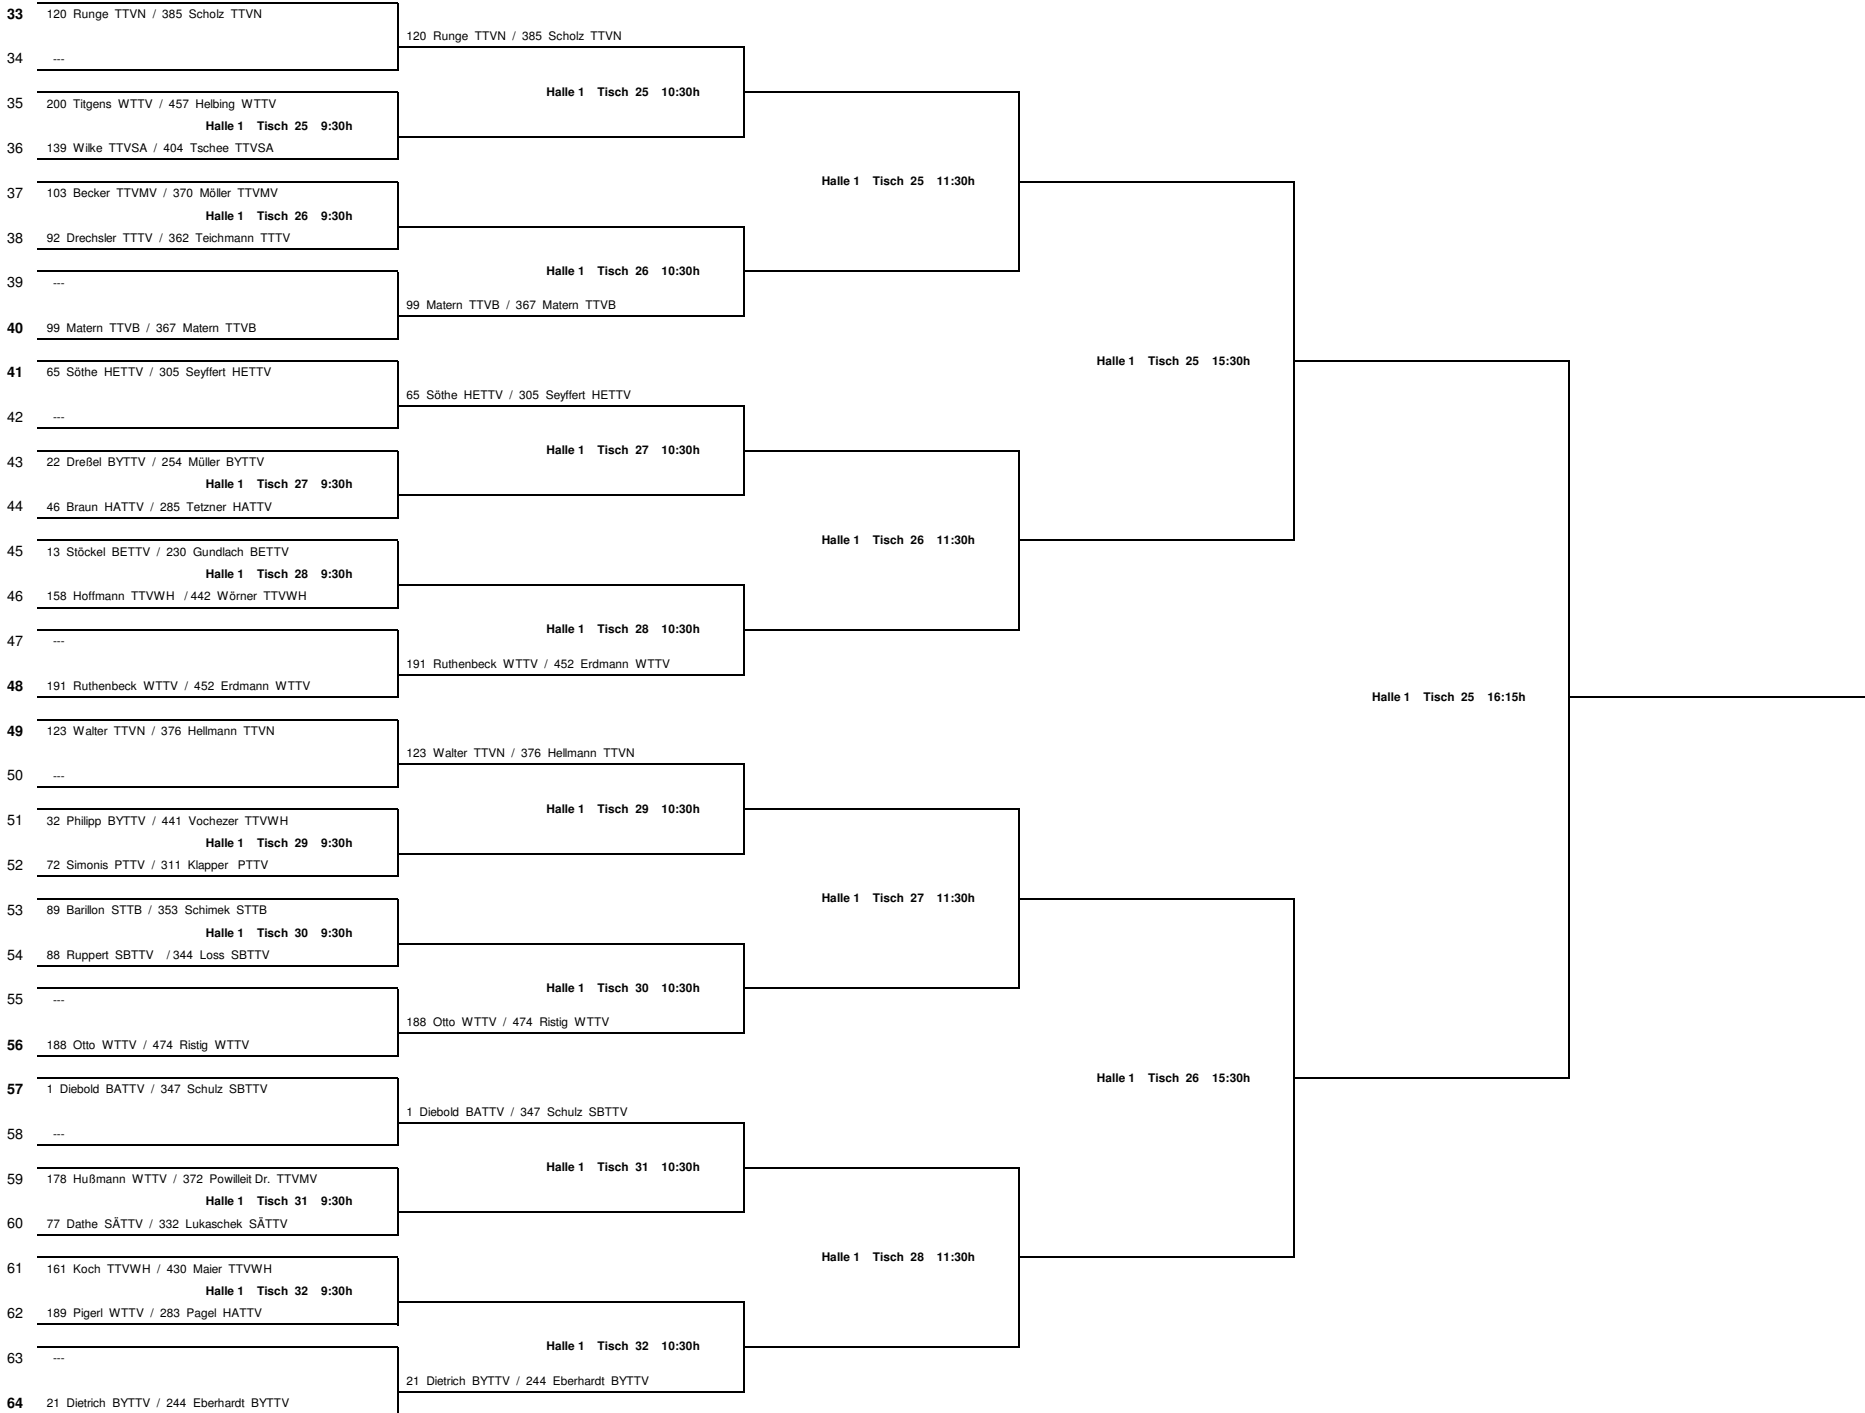 33 120 Runge TTVN / 385 Scholz TTVN
120 Runge TTVN / 385 Scholz TTVN
34 ---
Halle 1 Tisch 25 10:30h
35 200 Titgens WTTV / 457 Helbing WTTV
Halle 1 Tisch 25 9:30h
36 139 Wilke TTVSA / 404 Tschee TTVSA
Halle 1 Tisch 25 11:30h
37 103 Becker TTVMV / 370 Möller TTVMV
Halle 1 Tisch 26 9:30h
38 92 Drechsler TTTV / 362 Teichmann TTTV
Halle 1 Tisch 26 10:30h
39 ---
99 Matern TTVB / 367 Matern TTVB
40 99 Matern TTVB / 367 Matern TTVB
Halle 1 Tisch 25 15:30h
41 65 Söthe HETTV / 305 Seyffert HETTV
65 Söthe HETTV / 305 Seyffert HETTV
42 ---
Halle 1 Tisch 27 10:30h
43 22 Dreßel BYTTV / 254 Müller BYTTV
Halle 1 Tisch 27 9:30h
44 46 Braun HATTV / 285 Tetzner HATTV
Halle 1 Tisch 26 11:30h
45 13 Stöckel BETTV / 230 Gundlach BETTV
Halle 1 Tisch 28 9:30h
46 158 Hoffmann TTVWH / 442 Wörner TTVWH
Halle 1 Tisch 28 10:30h
47 ---
191 Ruthenbeck WTTV / 452 Erdmann WTTV
48 191 Ruthenbeck WTTV / 452 Erdmann WTTV
Halle 1 Tisch 25 16:15h
49 123 Walter TTVN / 376 Hellmann TTVN
123 Walter TTVN / 376 Hellmann TTVN
50 ---
Halle 1 Tisch 29 10:30h
51 32 Philipp BYTTV / 441 Vochezer TTVWH
Halle 1 Tisch 29 9:30h
52 72 Simonis PTTV / 311 Klapper PTTV
Halle 1 Tisch 27 11:30h
53 89 Barillon STTB / 353 Schimek STTB
Halle 1 Tisch 30 9:30h
54 88 Ruppert SBTTV / 344 Loss SBTTV
Halle 1 Tisch 30 10:30h
55 ---
188 Otto WTTV / 474 Ristig WTTV
56 188 Otto WTTV / 474 Ristig WTTV
Halle 1 Tisch 26 15:30h
57 1 Diebold BATTV / 347 Schulz SBTTV
1 Diebold BATTV / 347 Schulz SBTTV
58 ---
Halle 1 Tisch 31 10:30h
59 178 Hußmann WTTV / 372 Powilleit Dr. TTVMV
Halle 1 Tisch 31 9:30h
60 77 Dathe SÄTTV / 332 Lukaschek SÄTTV
Halle 1 Tisch 28 11:30h
61 161 Koch TTVWH / 430 Maier TTVWH
Halle 1 Tisch 32 9:30h
62 189 Pigerl WTTV / 283 Pagel HATTV
Halle 1 Tisch 32 10:30h
63 ---
21 Dietrich BYTTV / 244 Eberhardt BYTTV
64 21 Dietrich BYTTV / 244 Eberhardt BYTTV